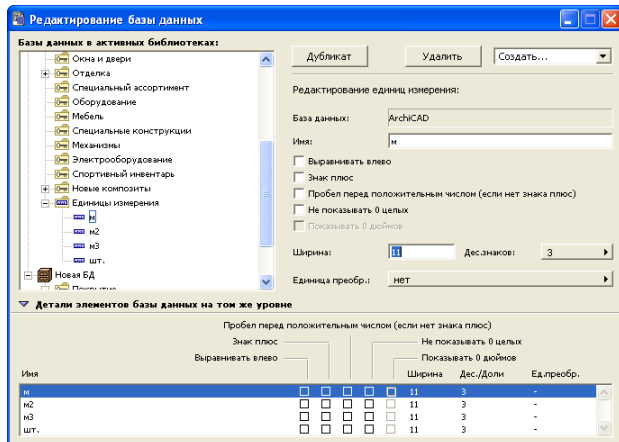 Редактирование базы данных
Базы данных в активных библиотеках:
Окна и двери
Отделка
Специальный ассортимент
Оборудование
Мебель
Специальные конструкции
Механизмы
Электрооборудование
Спортивный инвентарь
Новые композиты
Единицы измерения
м
м2
м3
шт.
Новая БД
Покрытие
Дубликат
Удалить
Создать...
Редактирование единиц измерения:
База данных: ArchiCAD
Имя: м
Выравнивать влево
Знак плюс
Пробел перед положительным числом (если нет знака плюс)
Не показывать 0 целых
Показывать 0 дюймов
Ширина: 11 Дес.знаков: 3
Единица преобр.: нет
Детали элементов базы данных на том же уровне
Пробел перед положительным числом (если нет знака плюс)
Знак плюс Не показывать 0 целых
Выравнивать влево Показывать 0 дюймов
Имя Ширина Дес./Доли Ед.преобр.
м 11 3 -
м2 11 3 -
м3 11 3 -
шт. 11 3 -